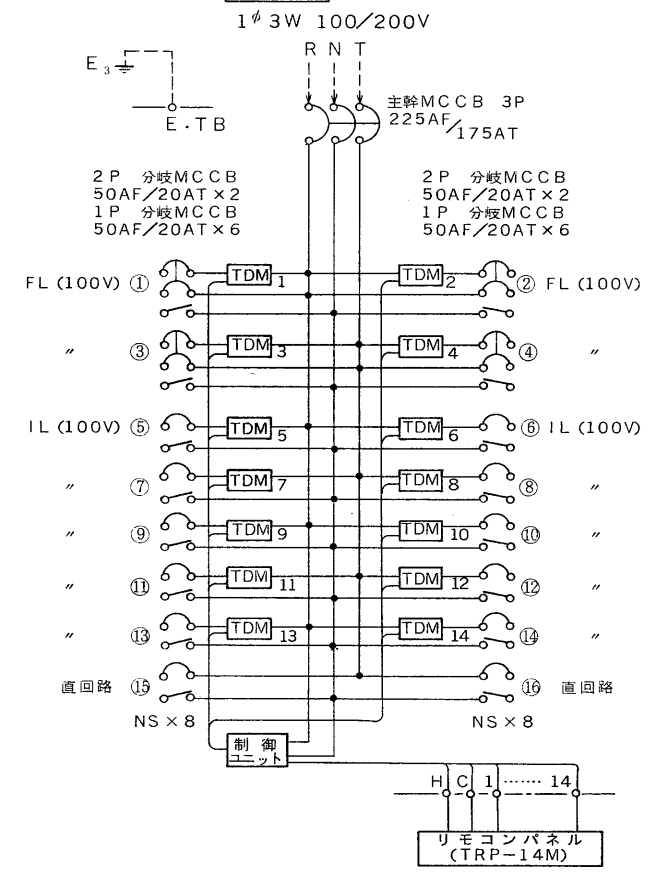 1φ 3W 100/200V
R N T
E₃
E・TB
主幹MCCB 3P
225AF/175AT
2P 分岐MCCB
50AF/20AT×2
1P 分岐MCCB
50AF/20AT×6
2P 分岐MCCB
50AF/20AT×2
1P 分岐MCCB
50AF/20AT×6
FL (100V) ① TDM 1 TDM 2 ② FL (100V)
〃 ③ TDM 3 TDM 4 ④ 〃
IL (100V) ⑤ TDM 5 TDM 6 ⑥ IL (100V)
〃 ⑦ TDM 7 TDM 8 ⑧ 〃
〃 ⑨ TDM 9 TDM 10 ⑩ 〃
〃 ⑪ TDM 11 TDM 12 ⑫ 〃
〃 ⑬ TDM 13 TDM 14 ⑭ 〃
直回路 ⑮ ⑯ 直回路
NS×8 NS×8
制御
ユニット
H C 1 ‥‥‥ 14
リモコンパネル
(TRP−14M)